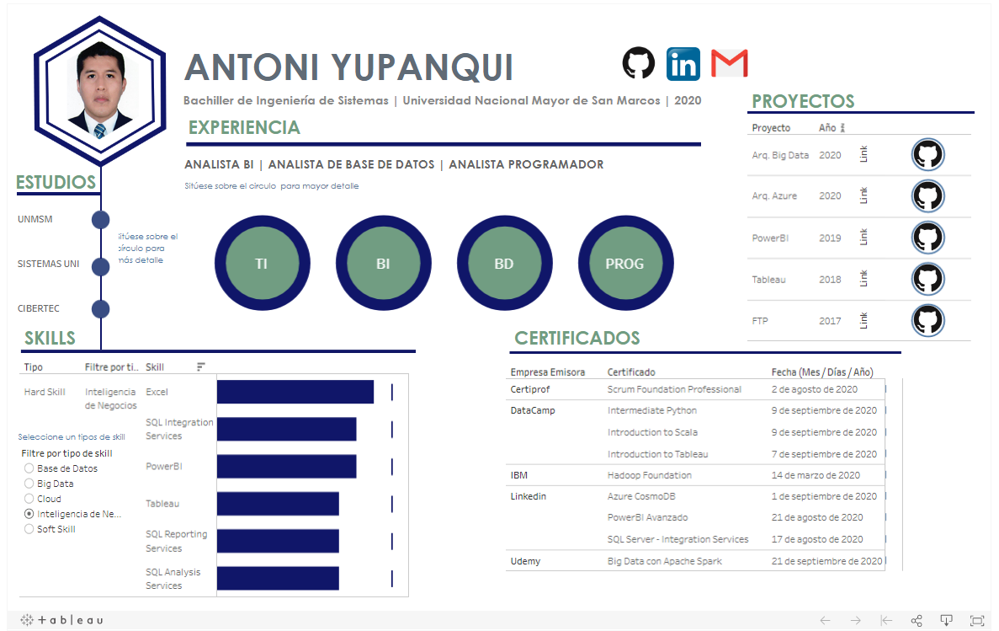 ANTONI YUPANQUI
in
Bachiller de Ingeniería de Sistemas | Universidad Nacional Mayor de San Marcos | 2020
EXPERIENCIA
ANALISTA BI | ANALISTA DE BASE DE DATOS | ANALISTA PROGRAMADOR
Sitúese sobre el circulo para mayor detalle
TI
BI
BD
PROG
PROYECTOS
Proyecto Año
Arq. Big Data 2020 Link
Arq. Azure 2020 Link
PowerBI 2019 Link
Tableau 2018 Link
FTP 2017 Link
ESTUDIOS
UNMSM
SISTEMAS UNI
CIBERTEC
Sitúese sobre el
círculo para
más detalle
SKILLS
Tipo Filtre por ti.. Skill
Hard Skill Inteligencia Excel
de Negocios
SQL Integration
Services
PowerBI
Tableau
SQL Reporting
Services
SQL Analysis
Services
Seleccione un tipos de skill
Filtre por tipo de skill
Base de Datos
Big Data
Cloud
Inteligencia de Ne...
Soft Skill
CERTIFICADOS
Empresa Emisora Certificado Fecha (Mes / Días / Año)
Certiprof Scrum Foundation Professional 2 de agosto de 2020
DataCamp Intermediate Python 9 de septiembre de 2020
Introduction to Scala 9 de septiembre de 2020
Introduction to Tableau 7 de septiembre de 2020
IBM Hadoop Foundation 14 de marzo de 2020
Linkedin Azure CosmoDB 1 de septiembre de 2020
PowerBI Avanzado 21 de agosto de 2020
SQL Server - Integration Services 17 de agosto de 2020
Udemy Big Data con Apache Spark 21 de septiembre de 2020
+ableau